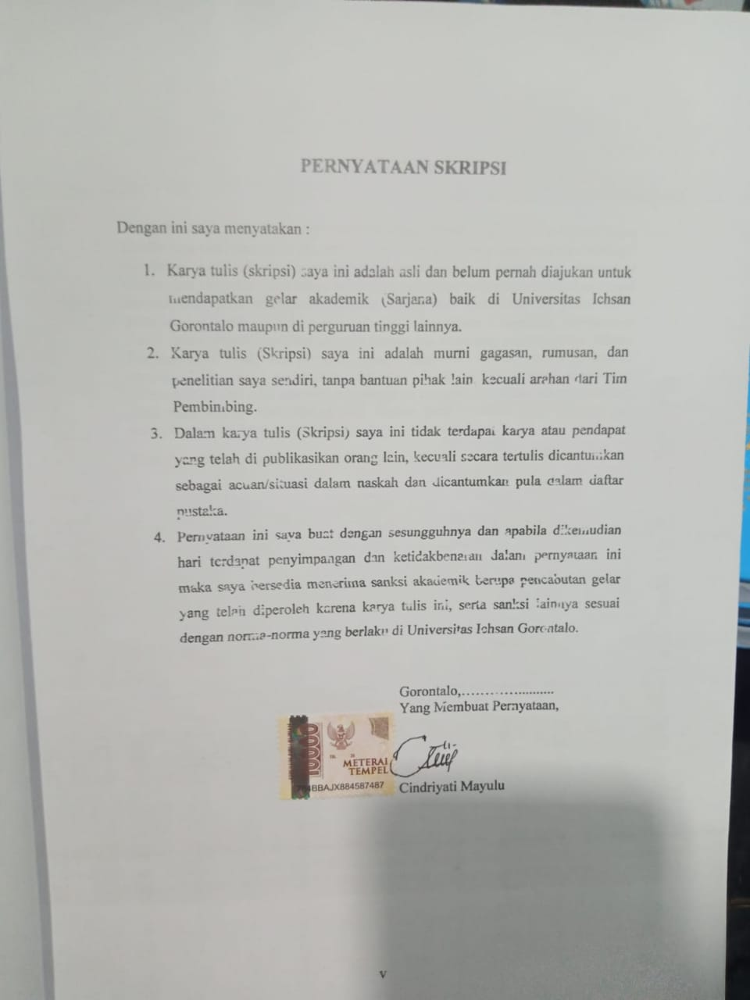 PERNYATAAN SKRIPSI
Dengan ini saya menyatakan :
1. Karya tulis (skripsi) saya ini adalah asli dan belum pernah diajukan untuk
mendapatkan gelar akademik (Sarjana) baik di Universitas Ichsan
Gorontalo maupun di perguruan tinggi lainnya.
2. Karya tulis (Skripsi) saya ini adalah murni gagasan, rumusan, dan
penelitian saya sendiri, tanpa bantuan pihak lain kecuali arahan dari Tim
Pembimbing.
3. Dalam karya tulis (Skripsi) saya ini tidak terdapat karya atau pendapat
yang telah di publikasikan orang lain, kecuali secara tertulis dicantumkan
sebagai acuan/situasi dalam naskah dan dicantumkan pula dalam daftar
pustaka.
4. Pernyataan ini saya buat dengan sesungguhnya dan apabila dikemudian
hari terdapat penyimpangan dan ketidakbenaran dalam pernyataan ini
maka saya bersedia menerima sanksi akademik berupa pencabutan gelar
yang telah diperoleh karena karya tulis ini, serta sanksi lainnya sesuai
dengan norma-norma yang berlaku di Universitas Ichsan Gorontalo.
Gorontalo,........................
Yang Membuat Pernyataan,
10000
METERAI
TEMPEL
BBAJX884587487
Cindriyati Mayulu
v